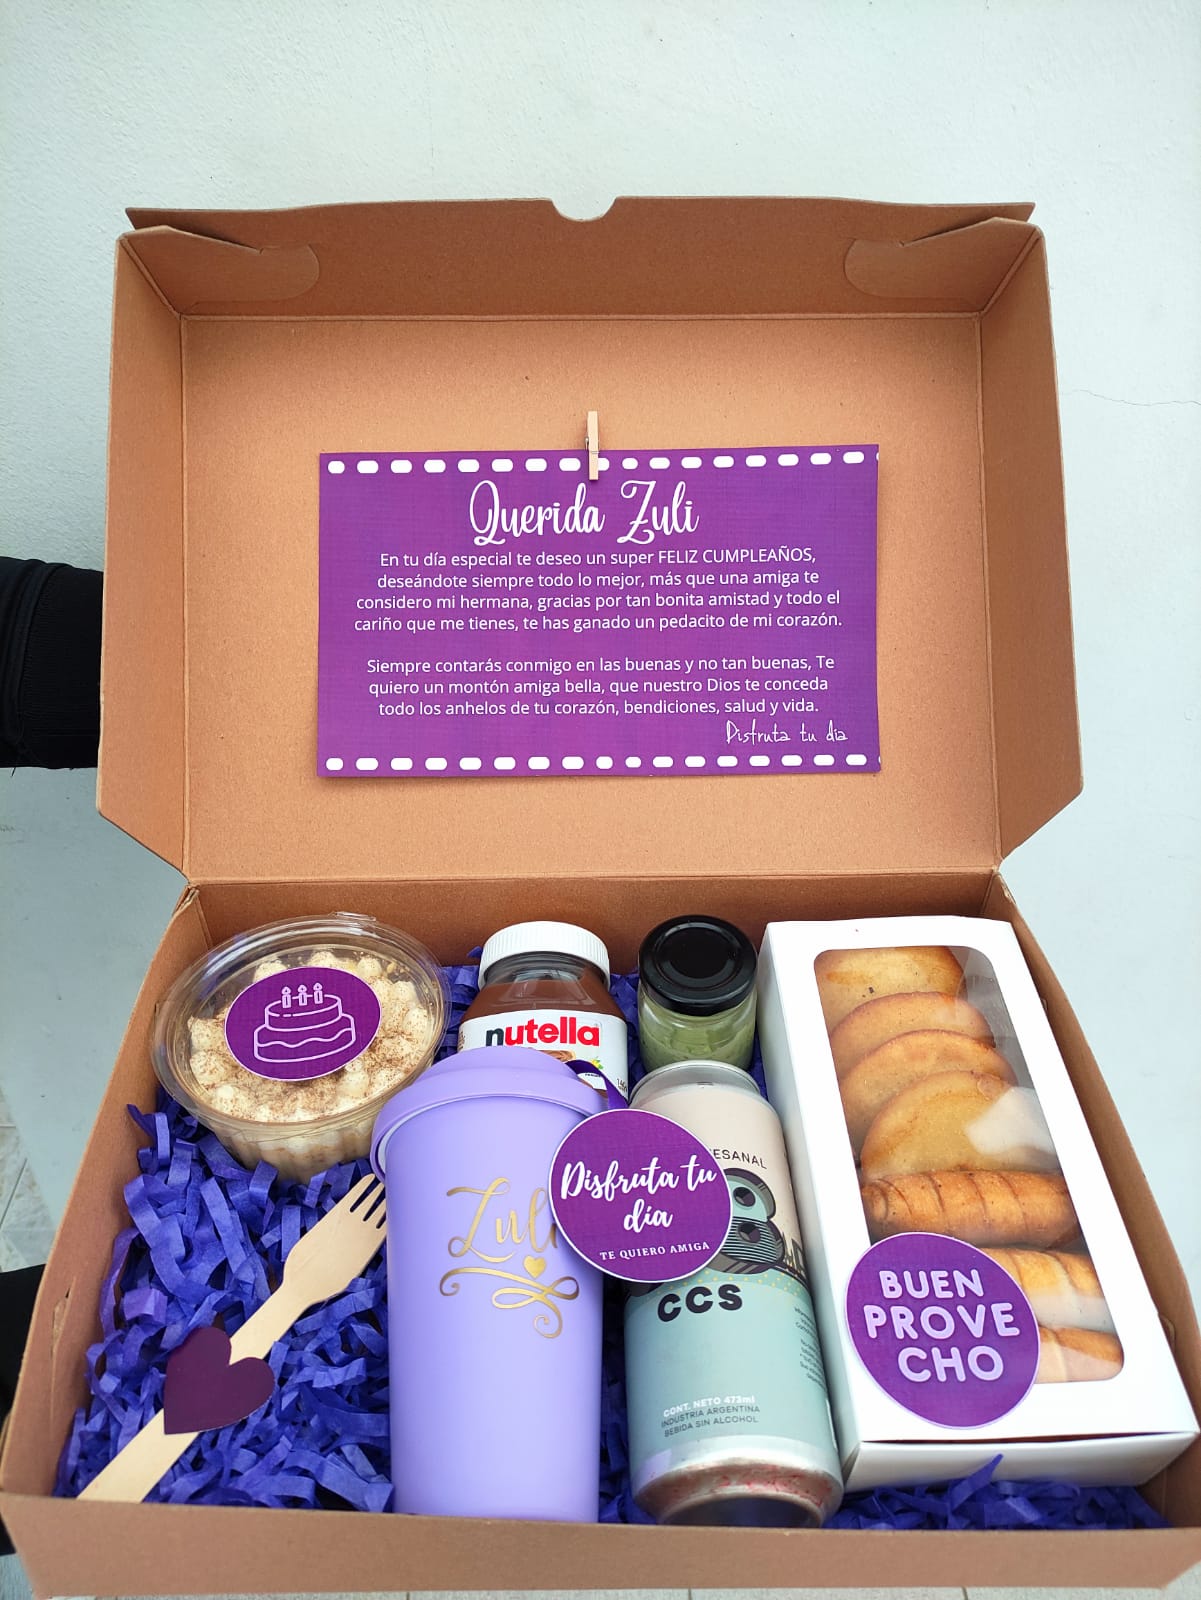 Querida Zuli
En tu día especial te deseo un super FELIZ CUMPLEAÑOS,
deseándote siempre todo lo mejor, más que una amiga te
considero mi hermana, gracias por tan bonita amistad y todo el
cariño que me tienes, te has ganado un pedacito de mi corazón.
Siempre contarás conmigo en las buenas y no tan buenas, Te
quiero un montón amiga bella, que nuestro Dios te conceda
todo los anhelos de tu corazón, bendiciones, salud y vida.
Disfruta tu día
nutella
Zuli
Disfruta tu
día
TE QUIERO AMIGA
ESANAL
CCS
CONT. NETO 473ml
INDUSTRIA ARGENTINA
BEBIDA SIN ALCOHOL
BUEN
PROVE
CHO